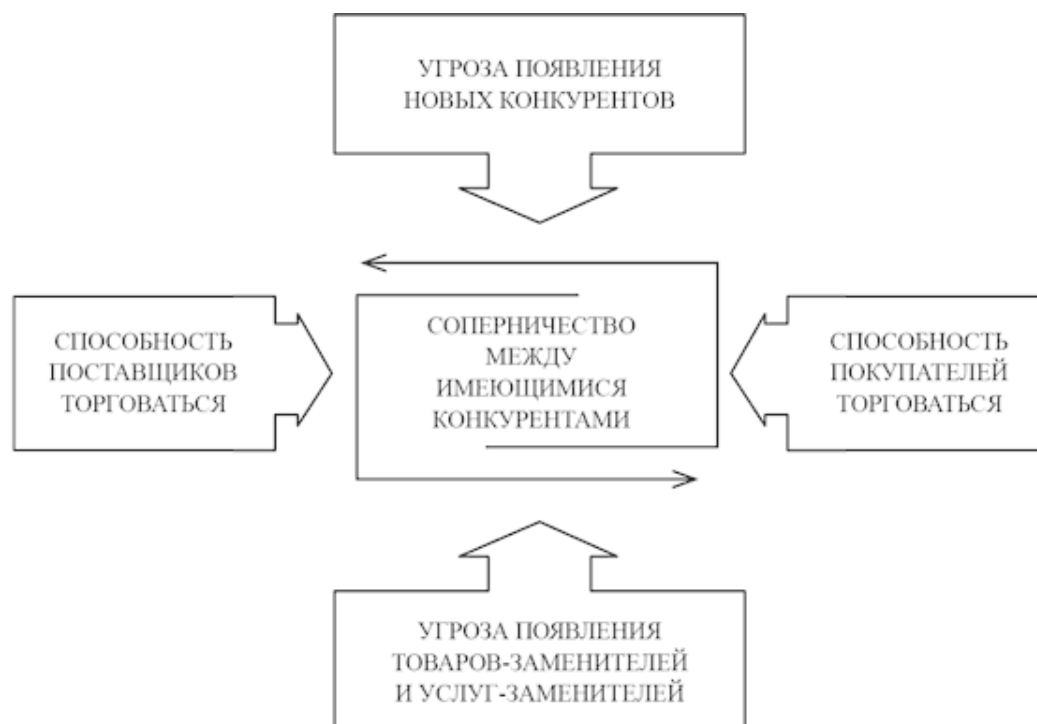 УГРОЗА ПОЯВЛЕНИЯ
НОВЫХ КОНКУРЕНТОВ
СПОСОБНОСТЬ
ПОСТАВЩИКОВ
ТОРГОВАТЬСЯ
СОПЕРНИЧЕСТВО
МЕЖДУ
ИМЕЮЩИМИСЯ
КОНКУРЕНТАМИ
СПОСОБНОСТЬ
ПОКУПАТЕЛЕЙ
ТОРГОВАТЬСЯ
УГРОЗА ПОЯВЛЕНИЯ
ТОВАРОВ-ЗАМЕНИТЕЛЕЙ
И УСЛУГ-ЗАМЕНИТЕЛЕЙ